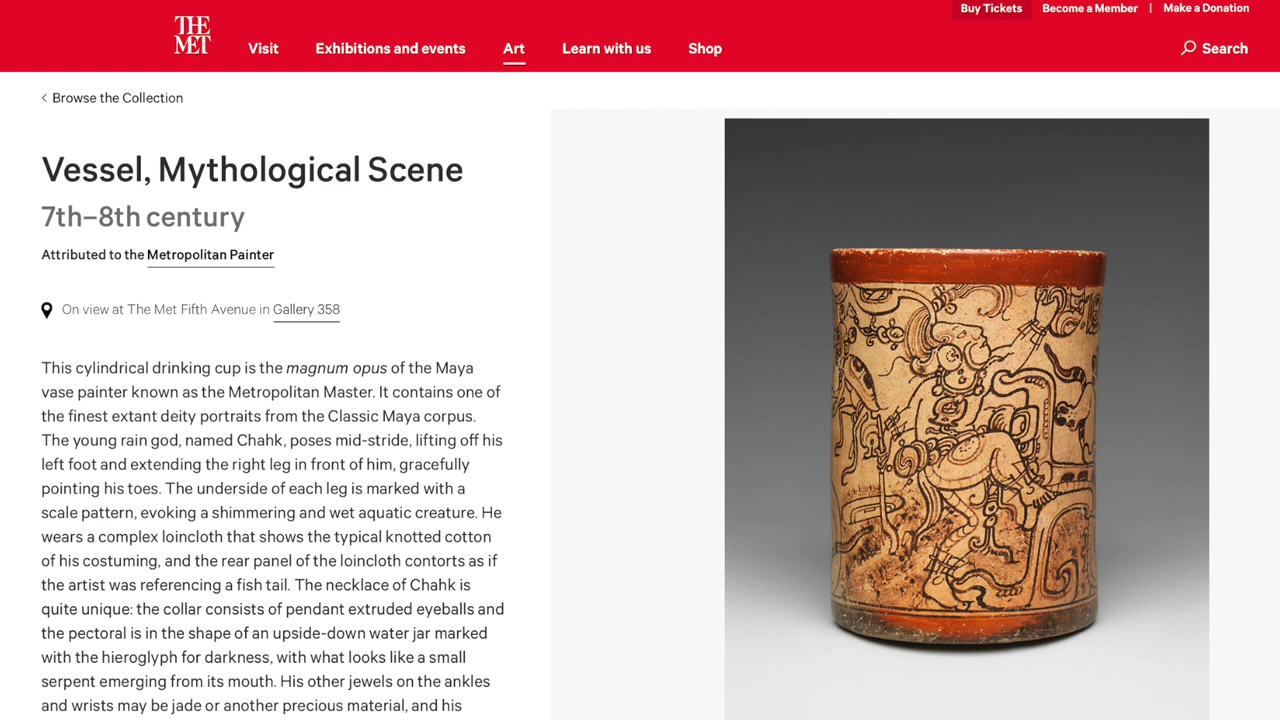 Buy Tickets Become a Member | Make a Donation
THE
MET
Visit Exhibitions and events Art Learn with us Shop Search
< Browse the Collection
Vessel, Mythological Scene
7th–8th century
Attributed to the Metropolitan Painter
On view at The Met Fifth Avenue in Gallery 358
This cylindrical drinking cup is the magnum opus of the Maya
vase painter known as the Metropolitan Master. It contains one of
the finest extant deity portraits from the Classic Maya corpus.
The young rain god, named Chahk, poses mid-stride, lifting off his
left foot and extending the right leg in front of him, gracefully
pointing his toes. The underside of each leg is marked with a
scale pattern, evoking a shimmering and wet aquatic creature. He
wears a complex loincloth that shows the typical knotted cotton
of his costuming, and the rear panel of the loincloth contorts as if
the artist was referencing a fish tail. The necklace of Chahk is
quite unique: the collar consists of pendant extruded eyeballs and
the pectoral is in the shape of an upside-down water jar marked
with the hieroglyph for darkness, with what looks like a small
serpent emerging from its mouth. His other jewels on the ankles
and wrists may be jade or another precious material, and his